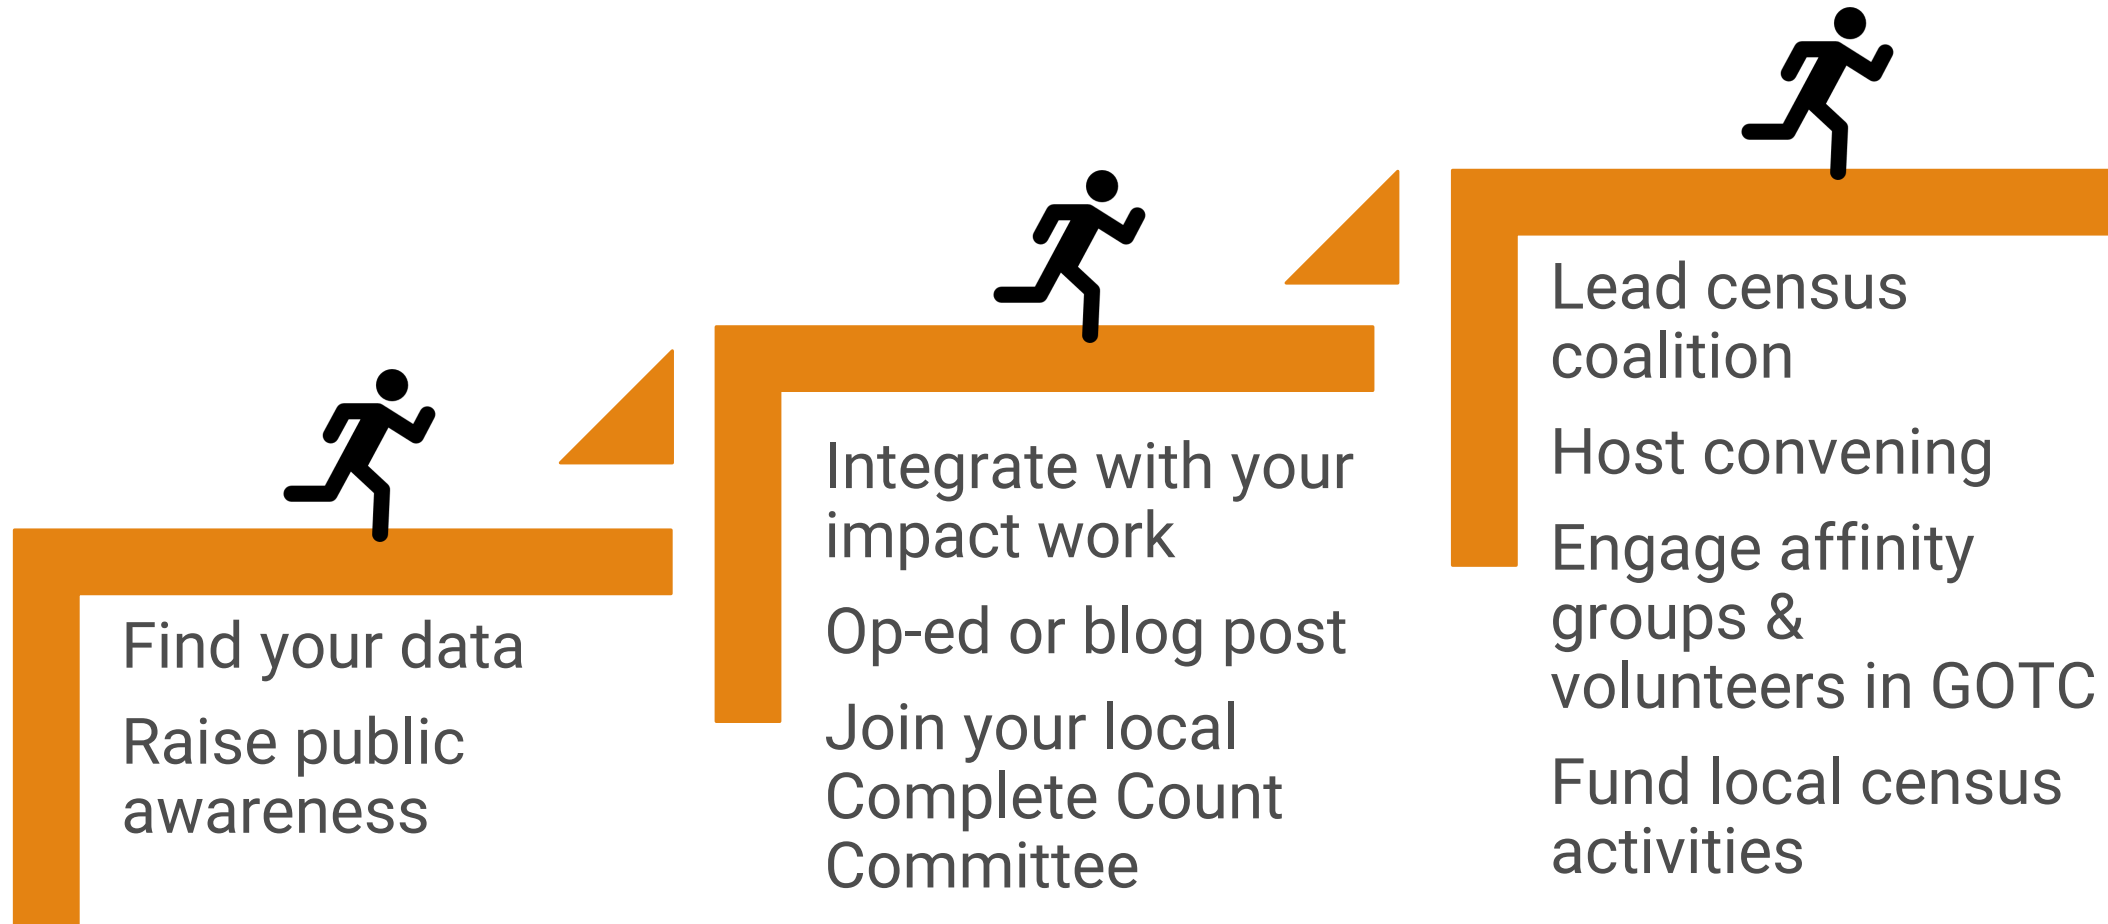 Find your data
Raise public
awareness
Integrate with your
impact work
Op-ed or blog post
Join your local
Complete Count
Committee
Lead census
coalition
Host convening
Engage affinity
groups &
volunteers in GOTC
Fund local census
activities